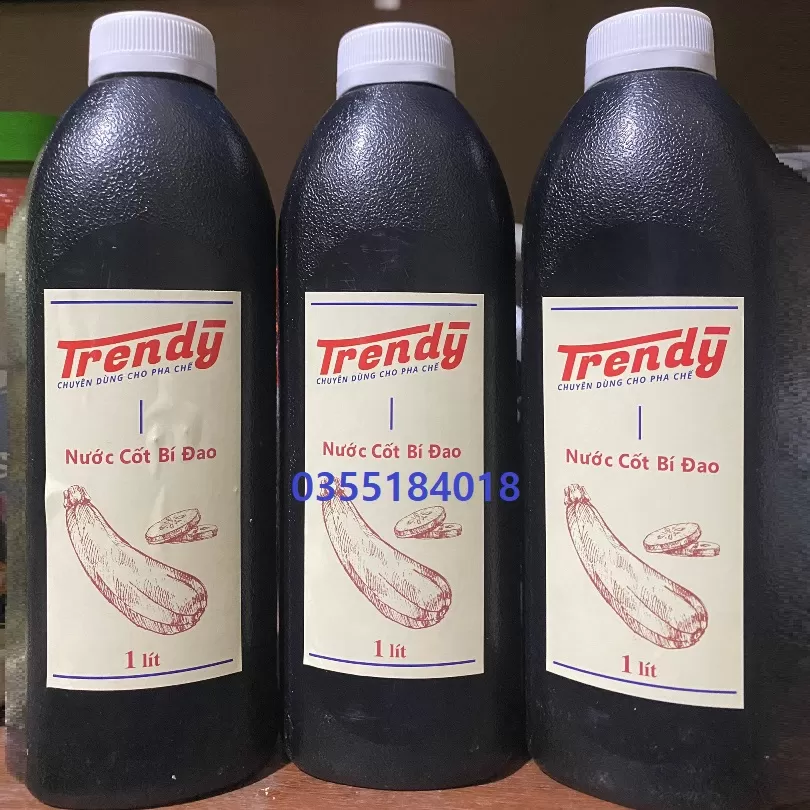 Trendy
CHUYÊN DÙNG CHO PHA CHẾ
Nước Cốt Bí Đao
1 lít
Trendy
CHUYÊN DÙNG CHO PHA CHẾ
Nước Cốt Bí Đao
1 lít
Trendy
CHUYÊN DÙNG CHO PHA CHẾ
Nước Cốt Bí Đao
1 lít
0355184018